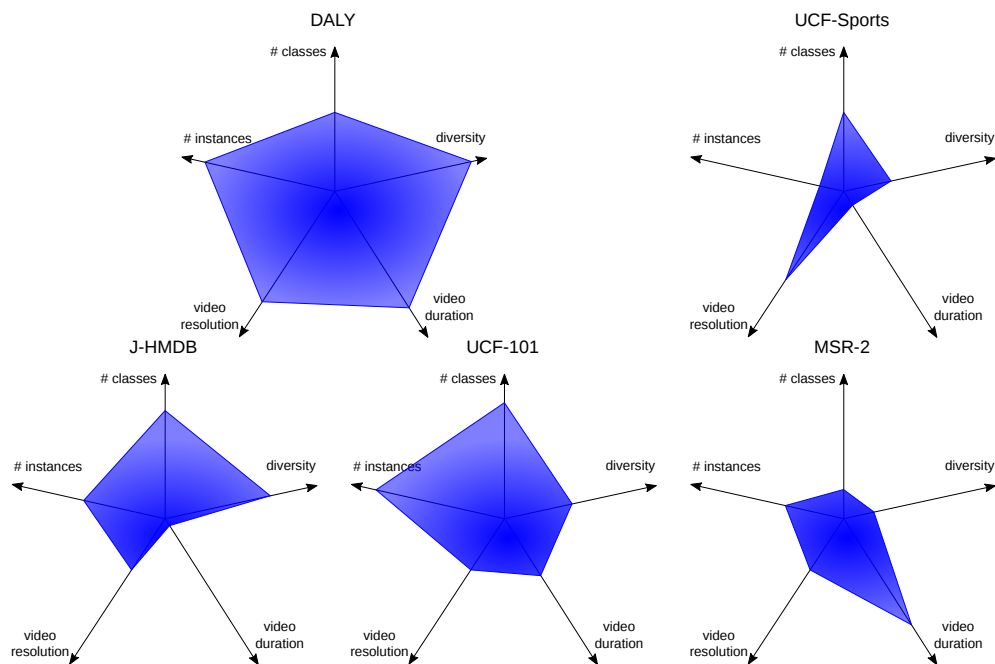 DALY
# classes
# instances
diversity
video
resolution
video
duration
UCF-Sports
# classes
# instances
diversity
video
resolution
video
duration
J-HMDB
# classes
# instances
diversity
video
resolution
video
duration
UCF-101
# classes
# instances
diversity
video
resolution
video
duration
MSR-2
# classes
# instances
diversity
video
resolution
video
duration